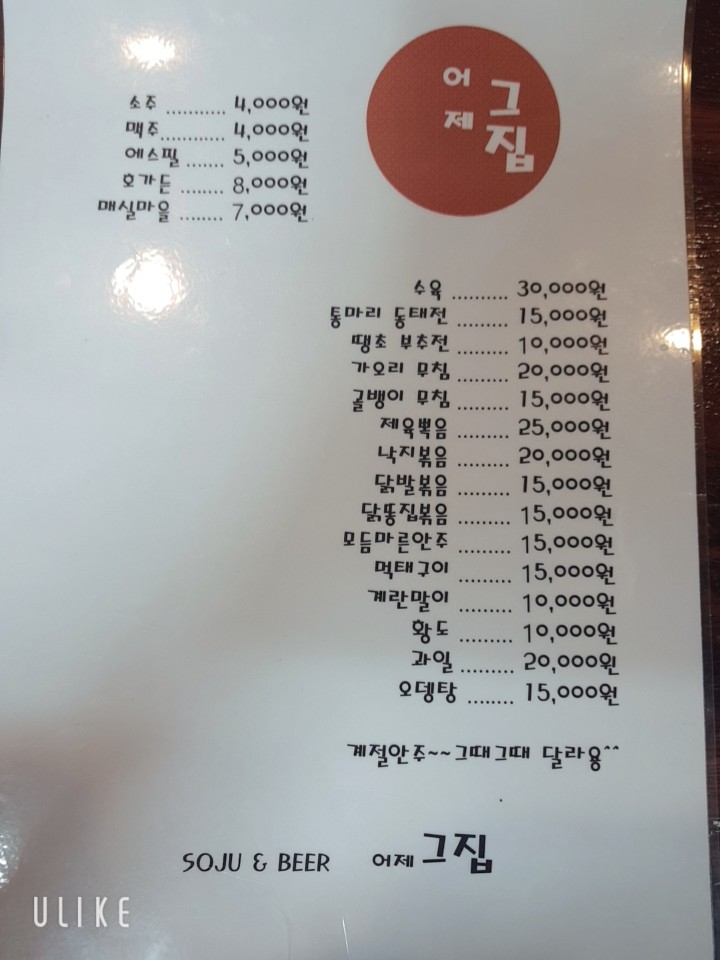 어제
그집
소주 ........... 4,000원
맥주 ........... 4,000원
에스필 ....... 5,000원
호가든 ........ 8,000원
매실마을 ........ 7,000원
수육 .......... 30,000원
통마리 동태전 ......... 15,000원
땡초 부추전 ......... 10,000원
가오리 무침 ......... 20,000원
골뱅이 무침 ......... 15,000원
제육뽁음 ......... 25,000원
낙지볶음 ......... 20,000원
닭발볶음 ......... 15,000원
닭똥집볶음 ......... 15,000원
모듬마른안주 ......... 15,000원
먹태구이 ......... 15,000원
계란말이 ......... 10,000원
황도 ......... 10,000원
과일 ......... 20,000원
오뎅탕 ........ 15,000원
계절안주~~그때그때 달라용^^
SOJU & BEER 어제 그집
ULIKE